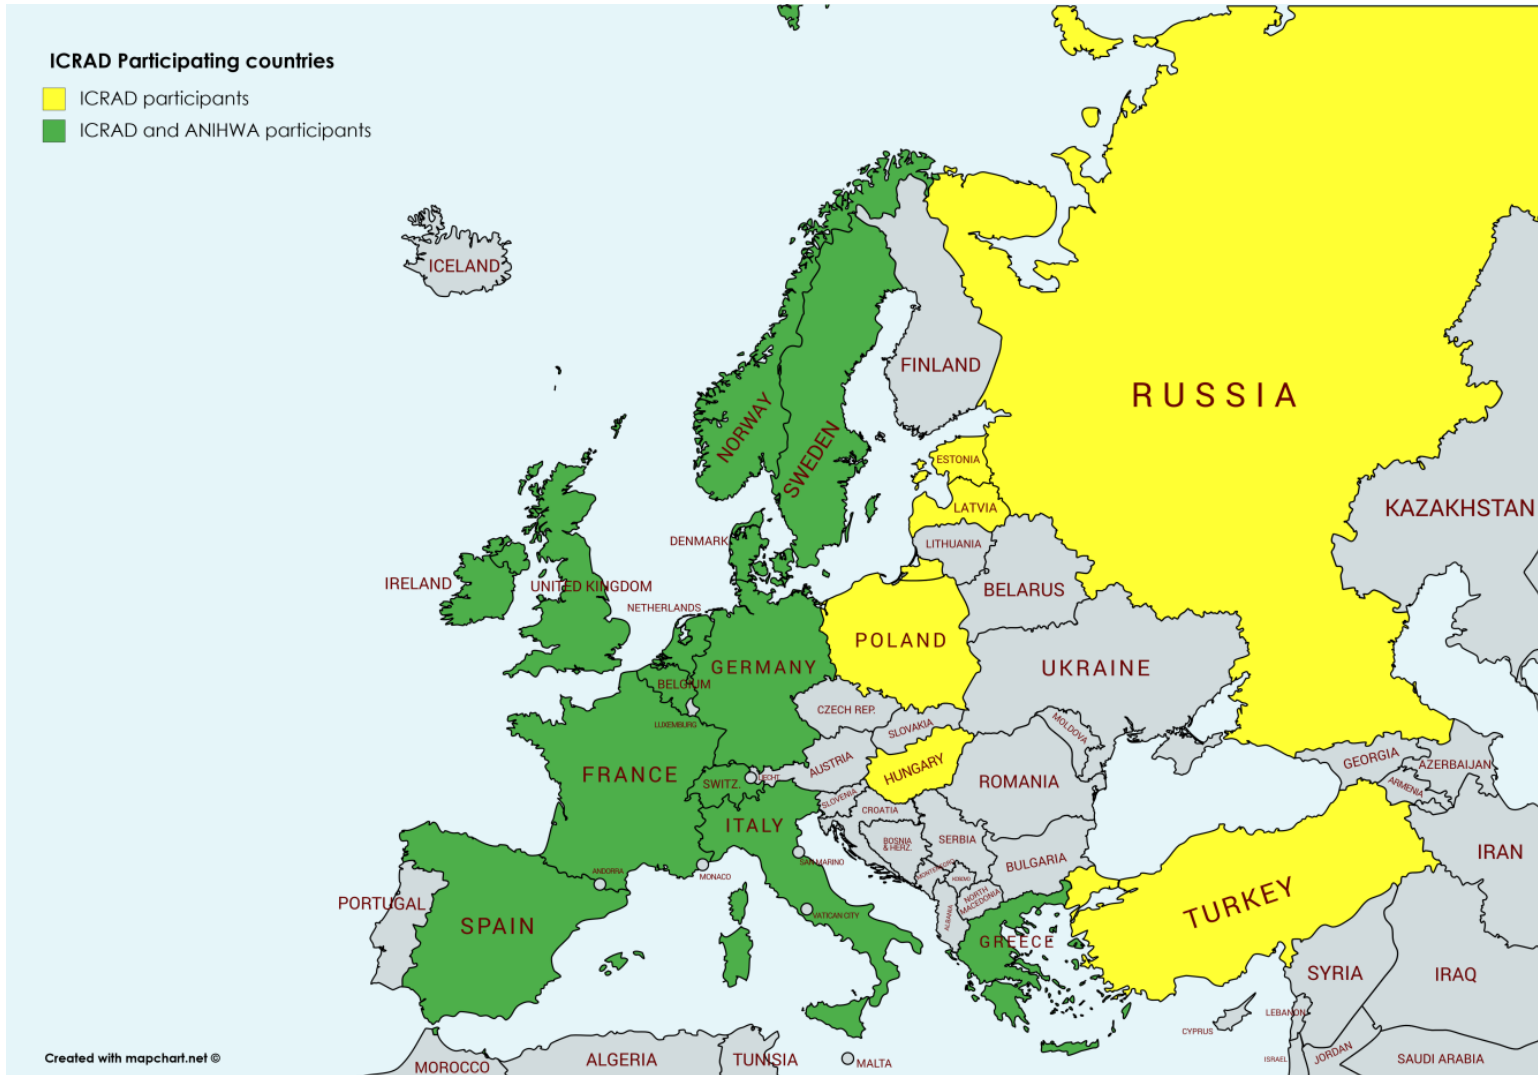 ICRAD Participating countries
ICRAD participants
ICRAD and ANIHWA participants
ICELAND
FINLAND
RUSSIA
NORWAY
SWEDEN
ESTONIA
LATVIA
KAZAKHSTAN
DENMARK
LITHUANIA
IRELAND
UNITED KINGDOM
BELARUS
NETHERLANDS
POLAND
GERMANY
UKRAINE
BELGIUM
CZECH REP.
LUXEMBURG
SLOVAKIA
MOLDOVA
AUSTRIA
HUNGARY
FRANCE
SWITZ.
LIECHT.
ROMANIA
GEORGIA
AZERBAIJAN
ARMENIA
SLOVENIA
CROATIA
ITALY
BOSNIA
& HERZ.
SERBIA
IRAN
SAN MARINO
BULGARIA
MONTENEGRO
KOSOVO
ANDORRA
MONACO
NORTH
MACEDONIA
PORTUGAL
SPAIN
VATICAN CITY
ALBANIA
TURKEY
GREECE
SYRIA
IRAQ
LEBANON
CYPRUS
Created with mapchart.net ©
MOROCCO
ALGERIA
TUNISIA
MALTA
ISRAEL
JORDAN
SAUDI ARABIA